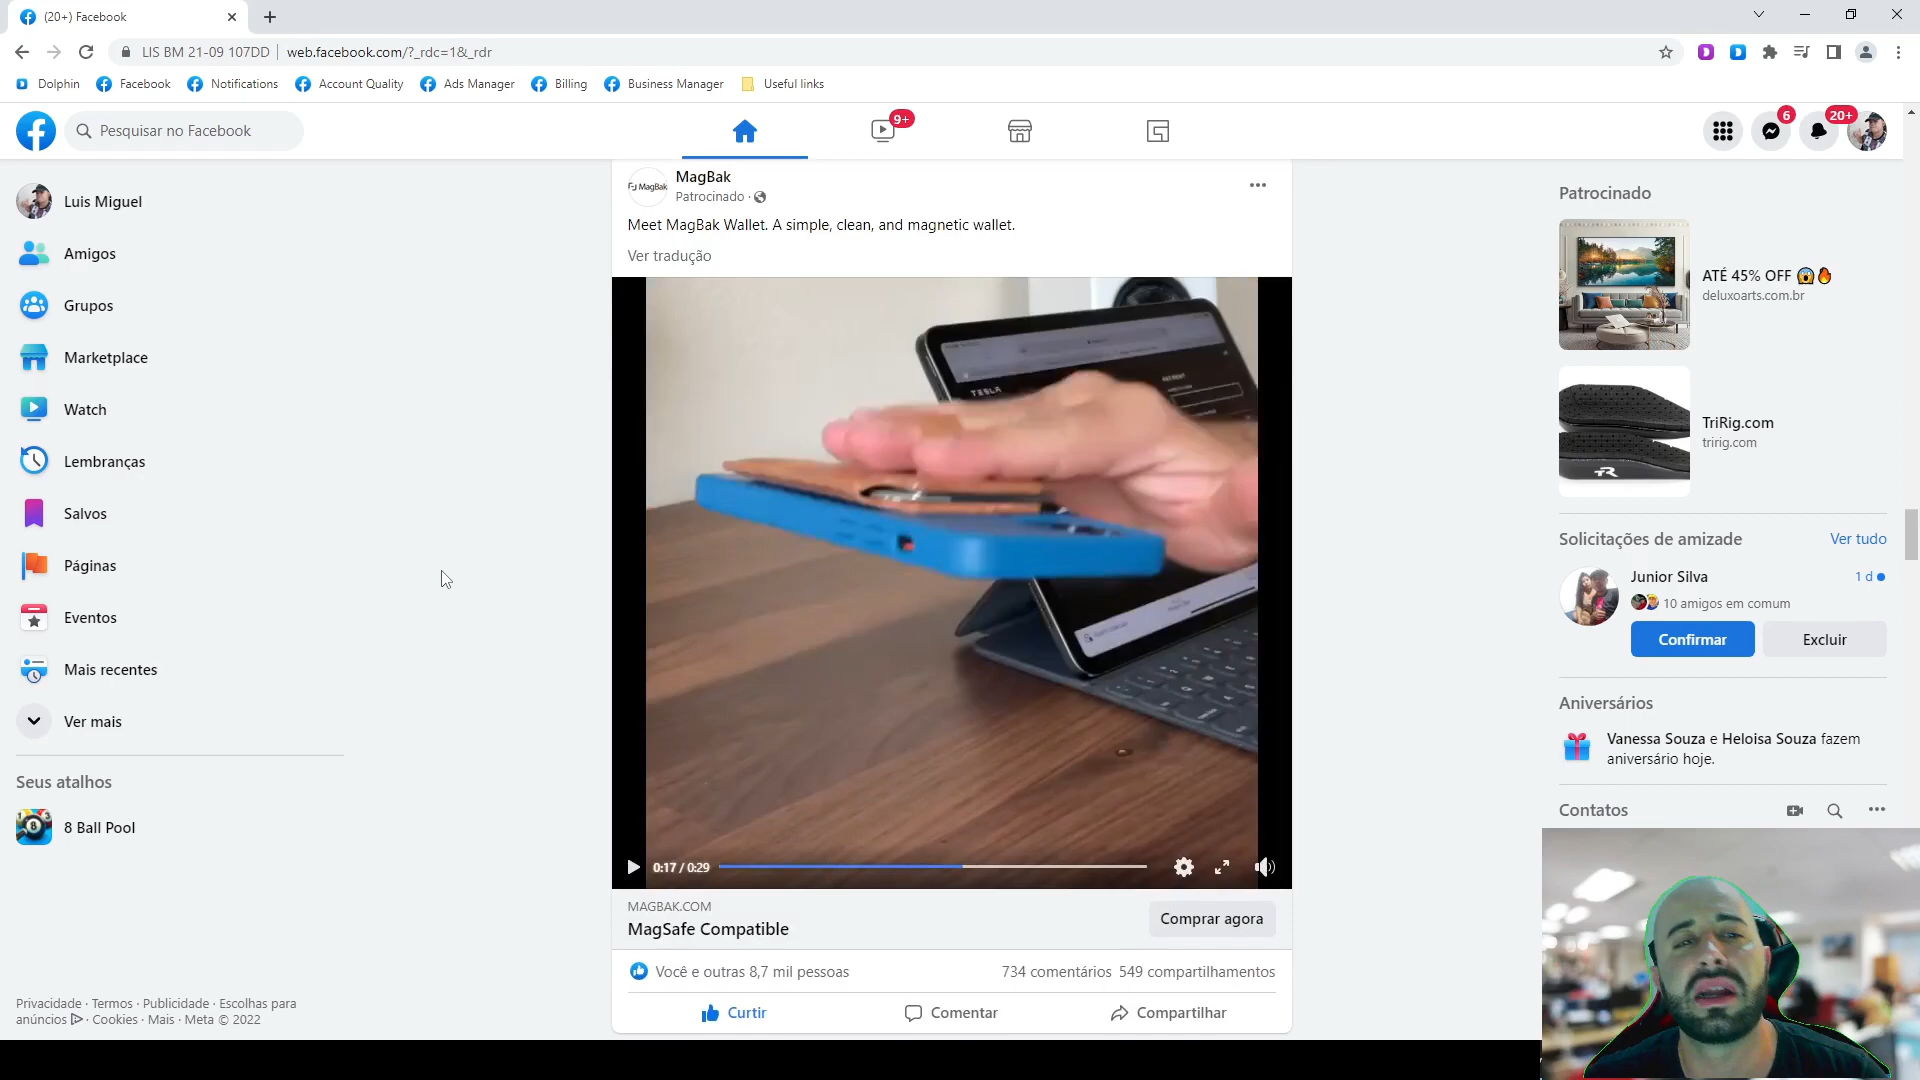 (20+) Facebook
LIS BM 21-09 107DD
web.facebook.com/?_rdc=1&_rdr
Dolphin
Facebook
Notifications
Account Quality
Ads Manager
Billing
Business Manager
Useful links
Pesquisar no Facebook
9+
6
20+
Luis Miguel
Amigos
Grupos
Marketplace
Watch
Lembranças
Salvos
Páginas
Eventos
Mais recentes
Ver mais
Seus atalhos
8 Ball Pool
Privacidade · Termos · Publicidade · Escolhas para
anúncios · Cookies · Mais · Meta © 2022
MagBak
MagBak
Patrocinado ·
Meet MagBak Wallet. A simple, clean, and magnetic wallet.
Ver tradução
TESLA
0:17 / 0:29
MAGBAK.COM
MagSafe Compatible
Comprar agora
Você e outras 8,7 mil pessoas
734 comentários 549 compartilhamentos
Curtir
Comentar
Compartilhar
Patrocinado
ATÉ 45% OFF 😱🔥
deluxoarts.com.br
TriRig.com
tririg.com
Solicitações de amizade
Ver tudo
Junior Silva
1 d
10 amigos em comum
Confirmar
Excluir
Aniversários
Vanessa Souza e Heloisa Souza fazem
aniversário hoje.
Contatos